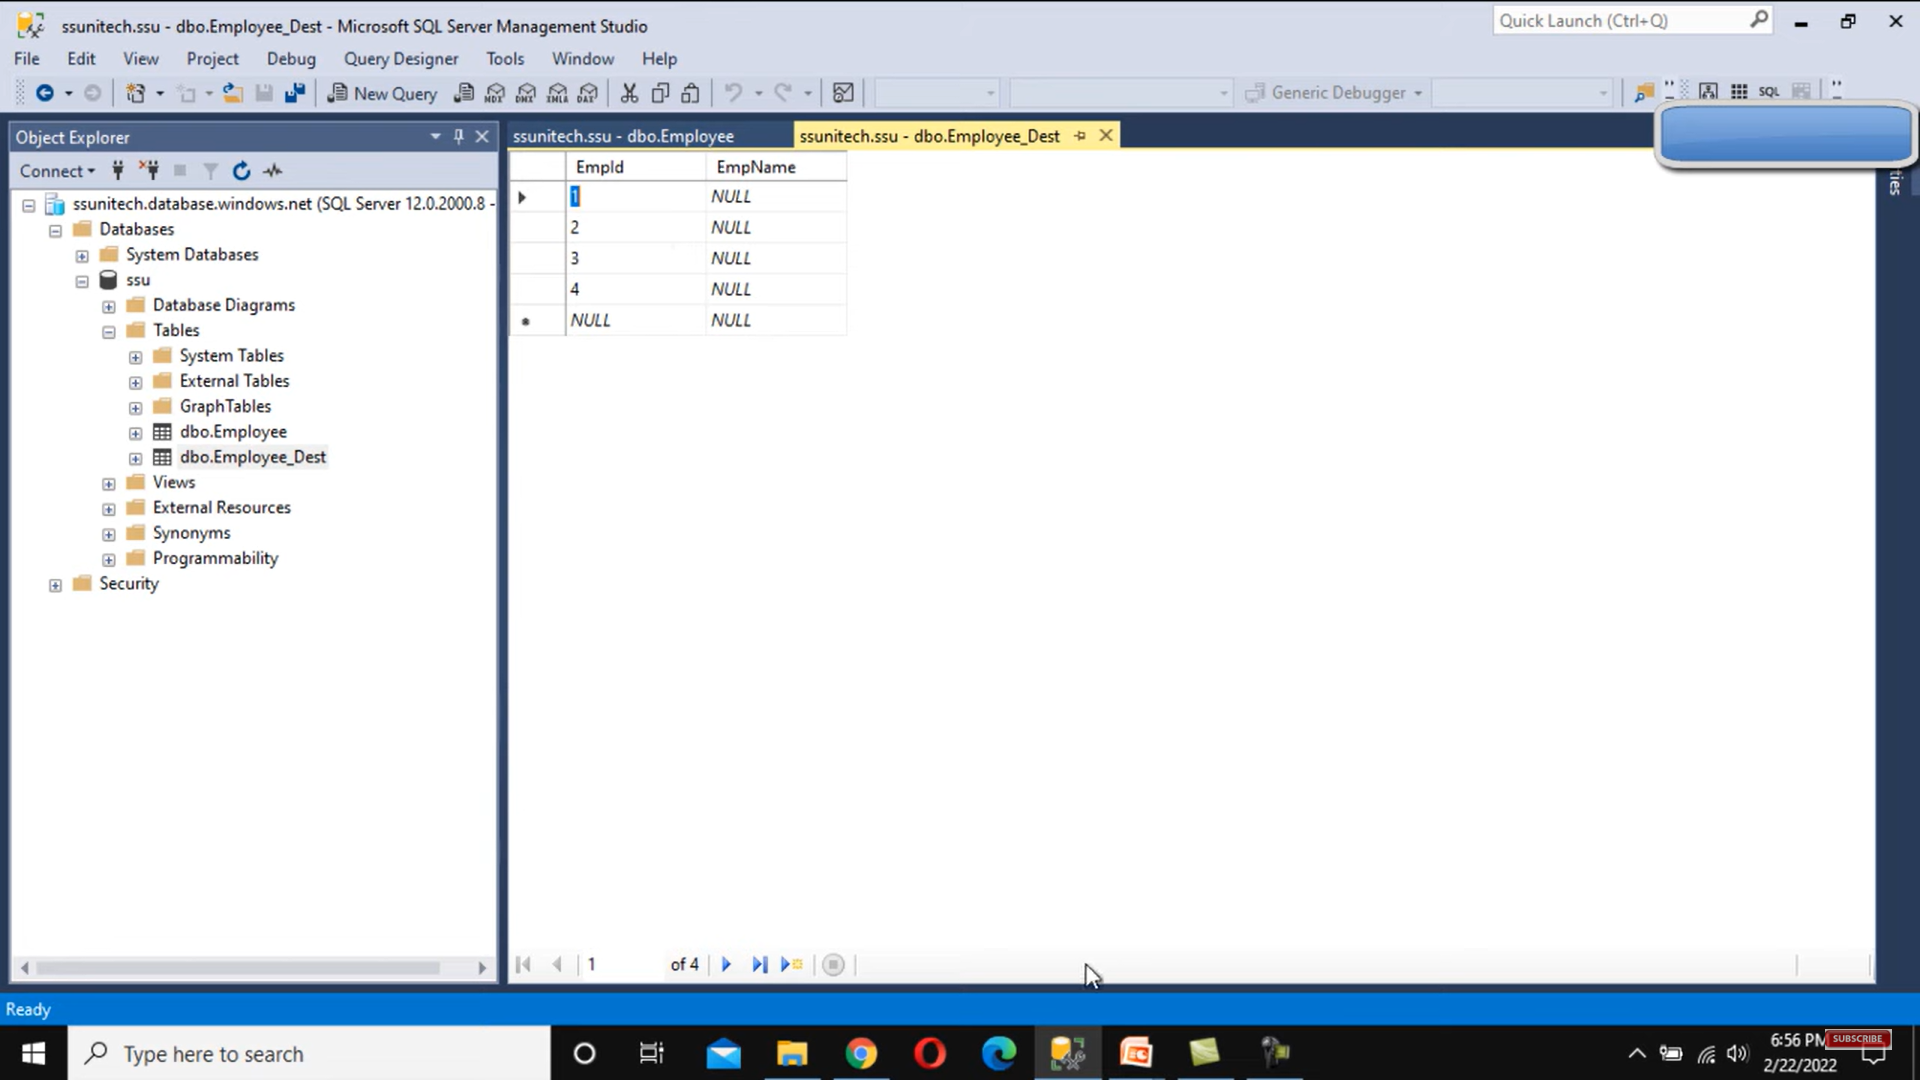 ssunitech.ssu - dbo.Employee_Dest - Microsoft SQL Server Management Studio
Quick Launch (Ctrl+Q)
File Edit View Project Debug Query Designer Tools Window Help
New Query
MDX DMX XMLA DAX
Generic Debugger
SQL
Object Explorer
ssunitech.ssu - dbo.Employee
ssunitech.ssu - dbo.Employee_Dest
Connect
ssunitech.database.windows.net (SQL Server 12.0.2000.8 -
Databases
System Databases
ssu
Database Diagrams
Tables
System Tables
External Tables
GraphTables
dbo.Employee
dbo.Employee_Dest
Views
External Resources
Synonyms
Programmability
Security
EmpId EmpName
1 NULL
2 NULL
3 NULL
4 NULL
NULL NULL
1 of 4
Ready
Type here to search
6:56 PM
2/22/2022
SUBSCRIBE